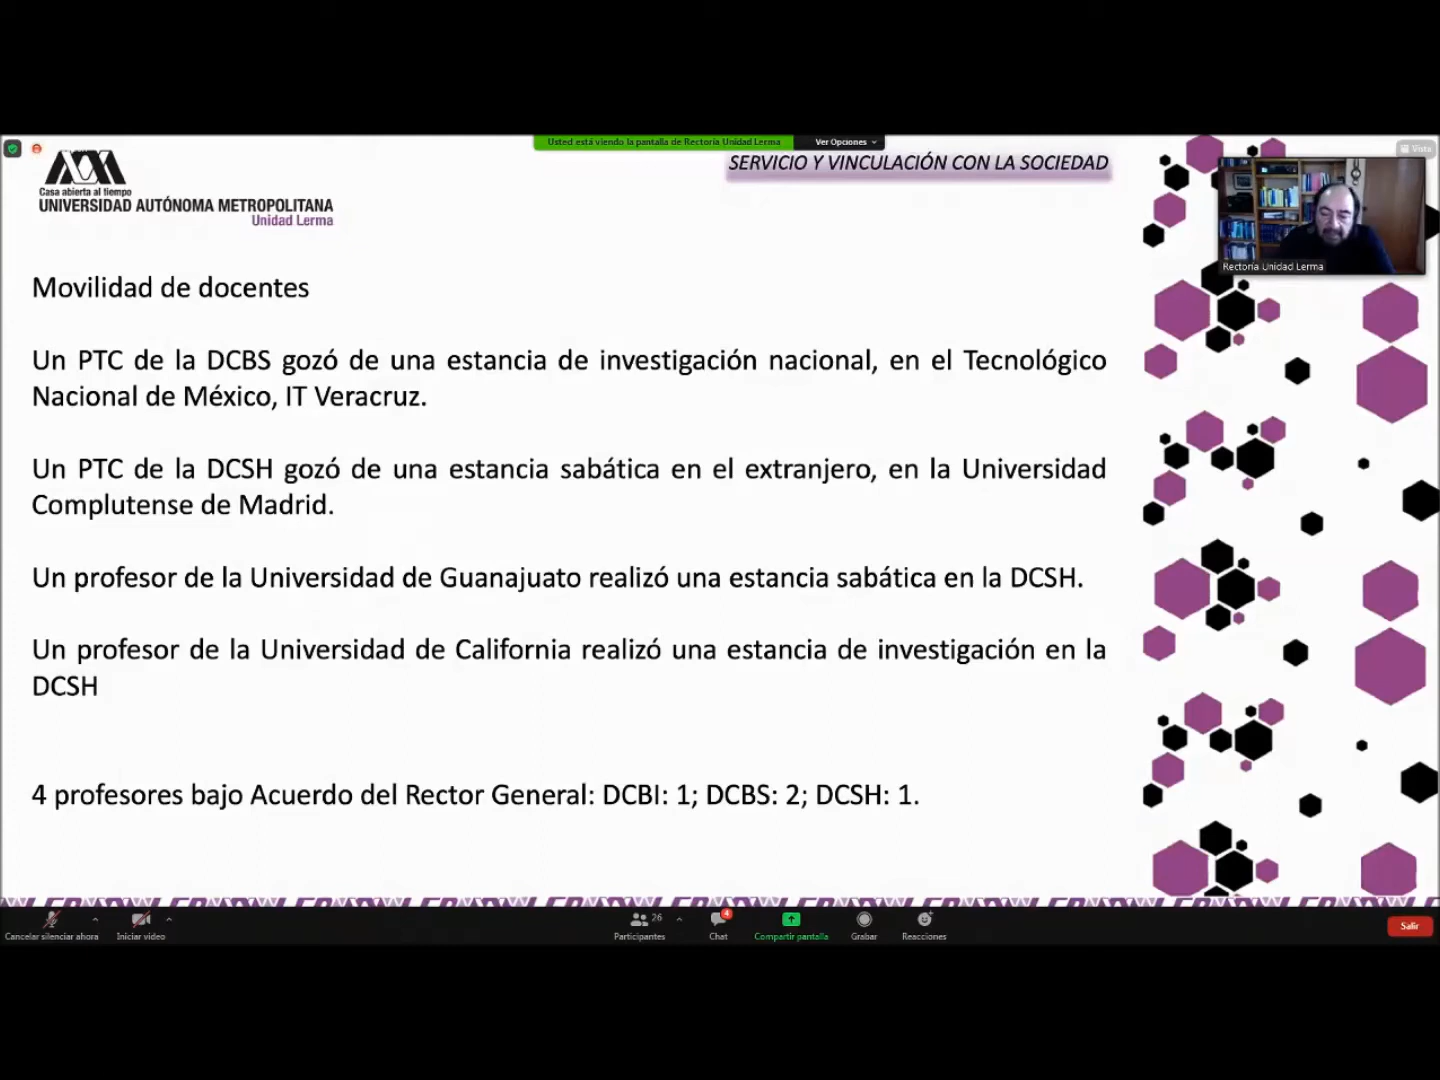 Usted está viendo la pantalla de Rectoría Unidad Lerma
Ver Opciones
Vista
Casa abierta al tiempo
UNIVERSIDAD AUTÓNOMA METROPOLITANA
Unidad Lerma
SERVICIO Y VINCULACIÓN CON LA SOCIEDAD
Rectoría Unidad Lerma
Movilidad de docentes
Un PTC de la DCBS gozó de una estancia de investigación nacional, en el Tecnológico
Nacional de México, IT Veracruz.
Un PTC de la DCSH gozó de una estancia sabática en el extranjero, en la Universidad
Complutense de Madrid.
Un profesor de la Universidad de Guanajuato realizó una estancia sabática en la DCSH.
Un profesor de la Universidad de California realizó una estancia de investigación en la
DCSH
4 profesores bajo Acuerdo del Rector General: DCBI: 1; DCBS: 2; DCSH: 1.
Cancelar silenciar ahora
Iniciar video
26
Participantes
4
Chat
Compartir pantalla
Grabar
Reacciones
Salir